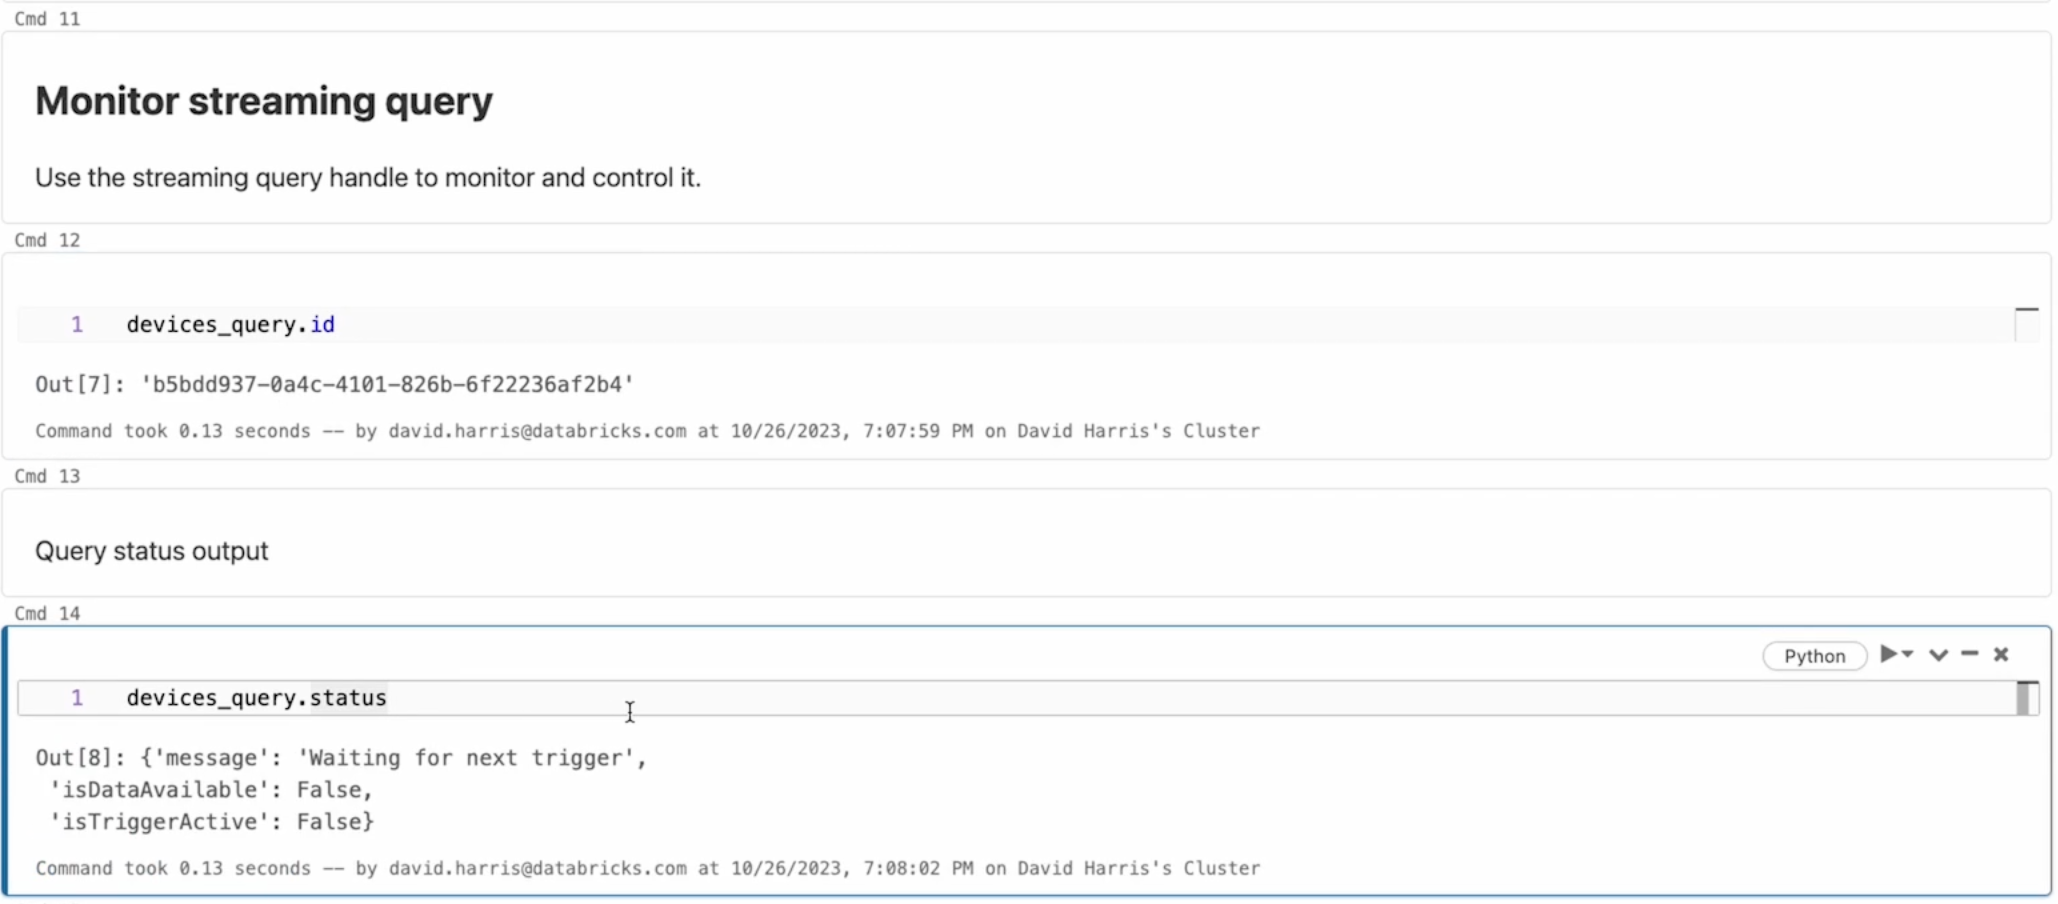 Cmd 11
Monitor streaming query
Use the streaming query handle to monitor and control it.
Cmd 12
1 devices_query.id
Out[7]: 'b5bdd937-0a4c-4101-826b-6f22236af2b4'
Command took 0.13 seconds -- by david.harris@databricks.com at 10/26/2023, 7:07:59 PM on David Harris's Cluster
Cmd 13
Query status output
Cmd 14
Python
1 devices_query.status
Out[8]: {'message': 'Waiting for next trigger',
'isDataAvailable': False,
'isTriggerActive': False}
Command took 0.13 seconds -- by david.harris@databricks.com at 10/26/2023, 7:08:02 PM on David Harris's Cluster